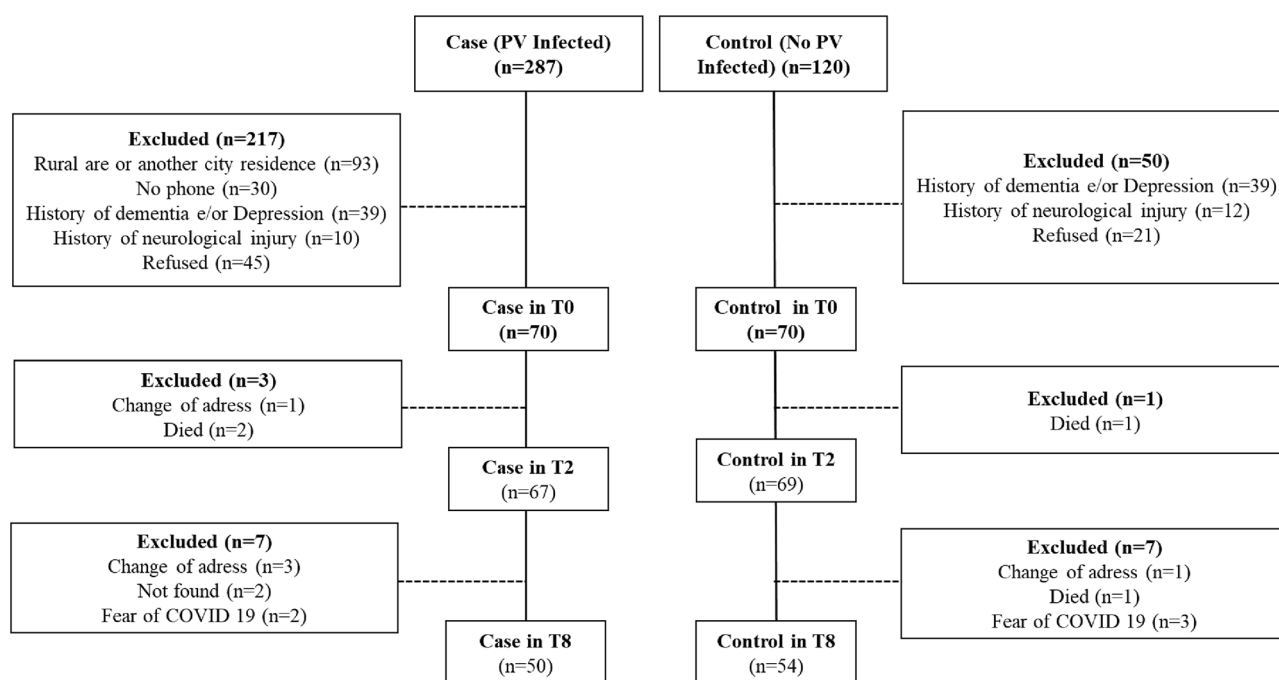 Case (PV Infected)
(n=287)
Control (No PV
Infected) (n=120)
Excluded (n=217)
Rural are or another city residence (n=93)
No phone (n=30)
History of dementia e/or Depression (n=39)
History of neurological injury (n=10)
Refused (n=45)
Excluded (n=50)
History of dementia e/or Depression (n=39)
History of neurological injury (n=12)
Refused (n=21)
Case in T0
(n=70)
Control in T0
(n=70)
Excluded (n=3)
Change of adress (n=1)
Died (n=2)
Excluded (n=1)
Died (n=1)
Case in T2
(n=67)
Control in T2
(n=69)
Excluded (n=7)
Change of adress (n=3)
Not found (n=2)
Fear of COVID 19 (n=2)
Excluded (n=7)
Change of adress (n=1)
Died (n=1)
Fear of COVID 19 (n=3)
Case in T8
(n=50)
Control in T8
(n=54)